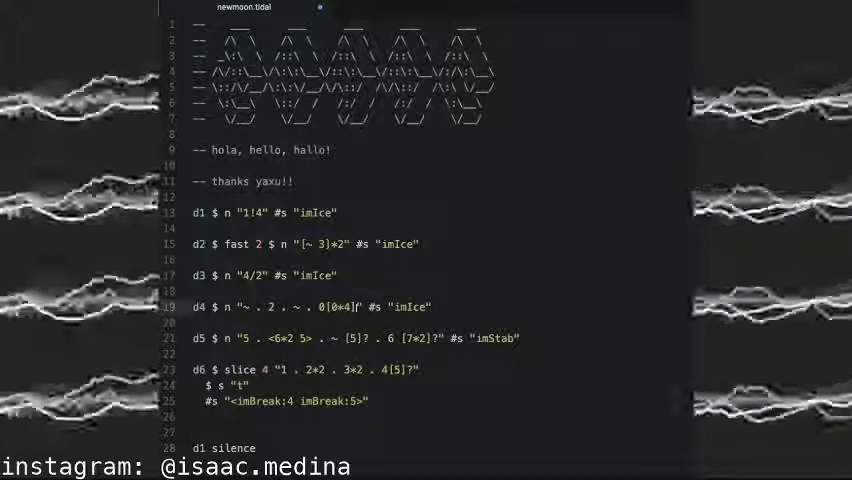 newmoon.tidal
1 --
2 --
3 --
4 --
5 --
6 --
7 --
8
9 -- hola, hello, hallo!
10
11 -- thanks yaxu!!
12
13 d1 $ n "1!4" #s "imIce"
14
15 d2 $ fast 2 $ n "[~ 3]*2" #s "imIce"
16
17 d3 $ n "4/2" #s "imIce"
18
19 d4 $ n "~ . 2 . ~ . 0[0*4]" #s "imIce"
20
21 d5 $ n "5 . <6*2 5> . ~ [5]? . 6 [7*2]?" #s "imStab"
22
23 d6 $ slice 4 "1 . 2*2 . 3*2 . 4[5]?"
24 $ s "t"
25 #s "<imBreak:4 imBreak:5>"
26
27
28 d1 silence
instagram: @isaac.medina